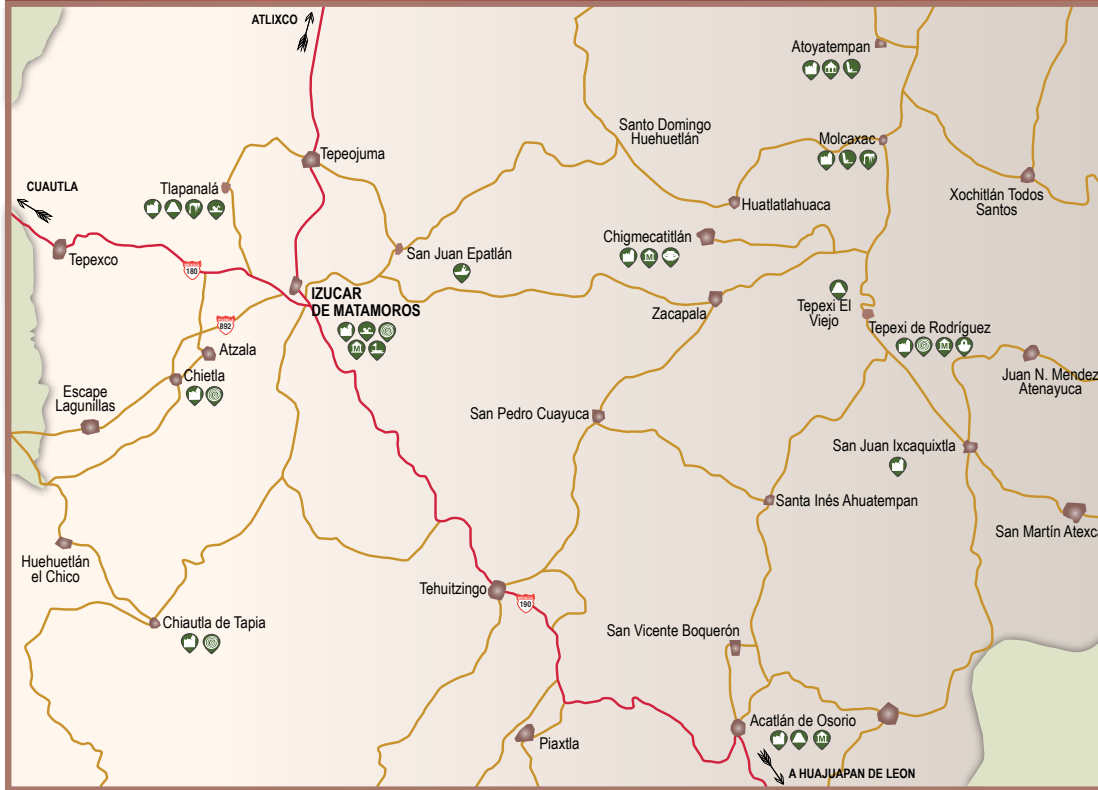 ATLIXCO
Atoyatempan
Santo Domingo
Huehuetlán
Molcaxac
Tepeojuma
CUAUTLA
Tlapanalá
Xochitlán Todos
Santos
Huatlatlahuaca
Chigmecatitlán
Tepexco
San Juan Epatlán
180
IZUCAR
DE MATAMOROS
Zacapala
Tepexi El
Viejo
892
Tepexi de Rodríguez
Atzala
Chietla
Juan N. Mendez
Atenayuca
Escape
Lagunillas
San Pedro Cuayuca
San Juan Ixcaquixtla
Santa Inés Ahuatempan
San Martín Atexca
Huehuetlán
el Chico
Tehuitzingo
190
Chiautla de Tapia
San Vicente Boquerón
Acatlán de Osorio
Piaxtla
A HUAJUAPAN DE LEON